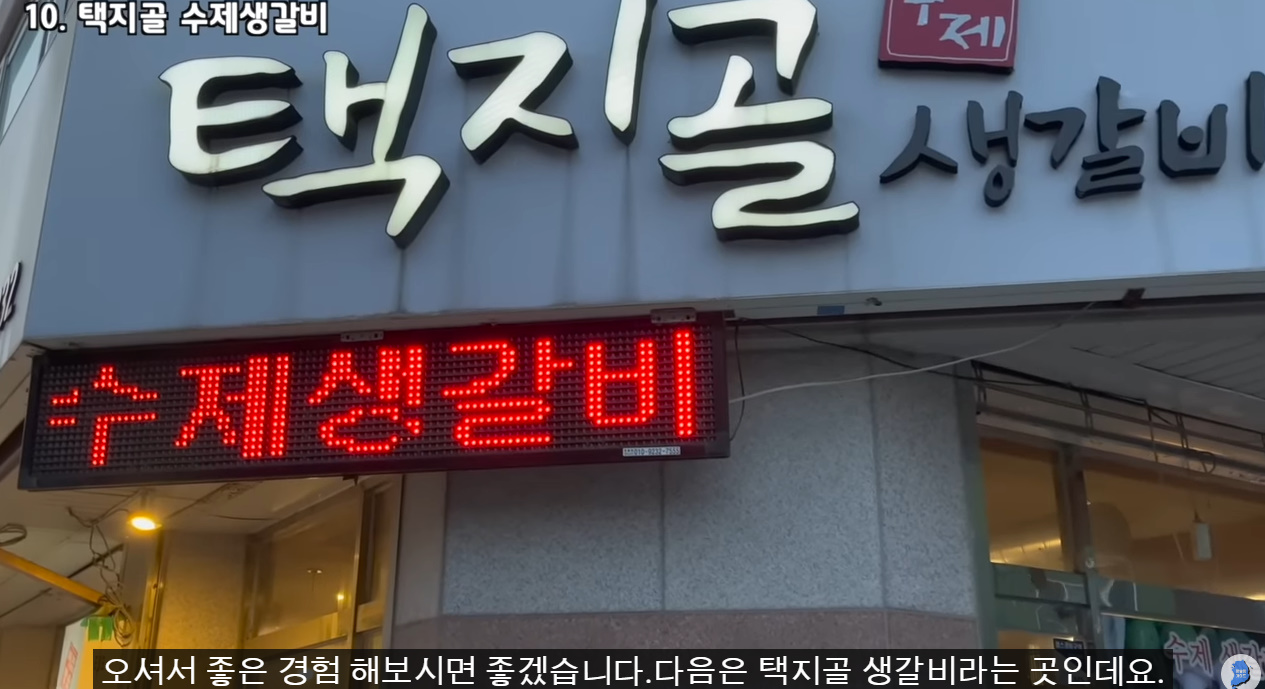 10. 택지골 수제생갈비
택지골
수제
생갈비
수제생갈비
오셔서 좋은 경험 해보시면 좋겠습니다.다음은 택지골 생갈비라는 곳인데요.